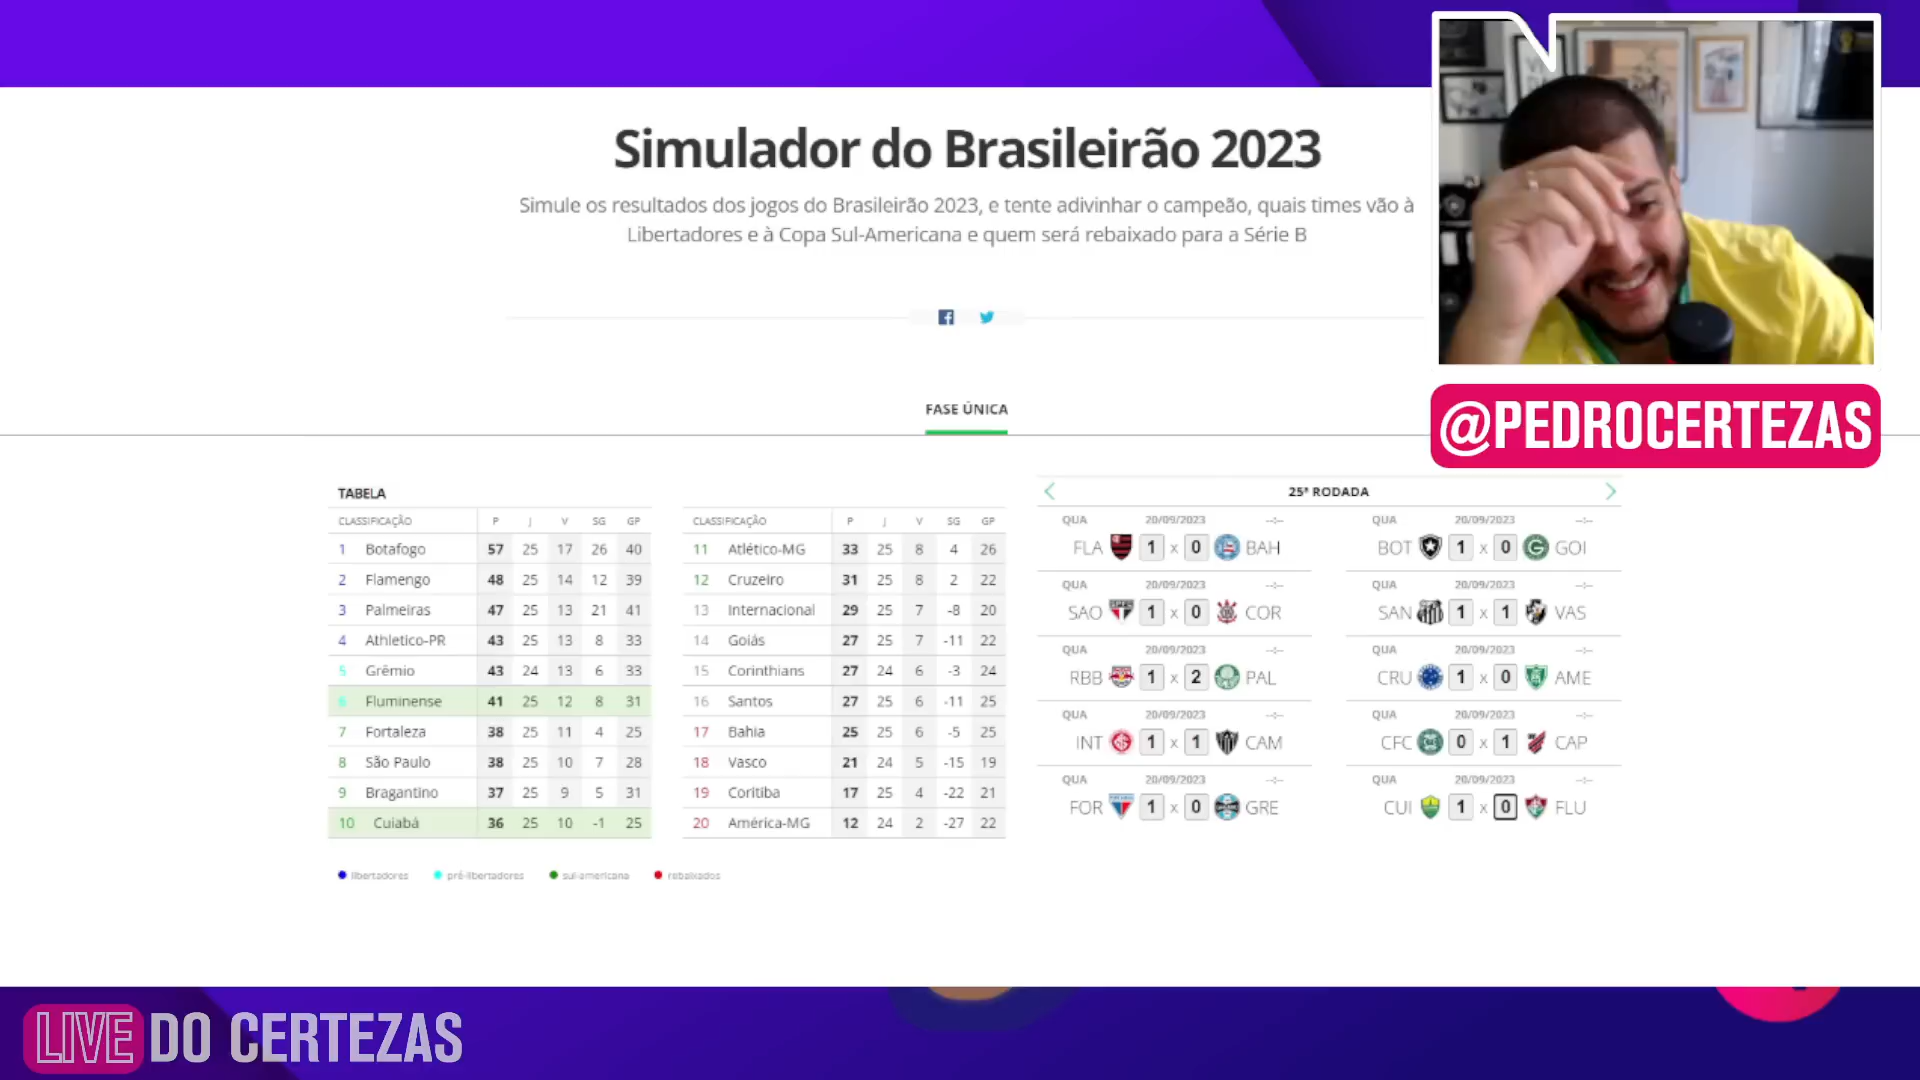 Simulador do Brasileirão 2023
Simule os resultados dos jogos do Brasileirão 2023, e tente adivinhar o campeão, quais times vão à
Libertadores e à Copa Sul-Americana e quem será rebaixado para a Série B
FASE ÚNICA
@PEDROCERTEZAS
TABELA
CLASSIFICAÇÃO P J V SG GP
1 Botafogo 57 25 17 26 40
2 Flamengo 48 25 14 12 39
3 Palmeiras 47 25 13 21 41
4 Athletico-PR 43 25 13 8 33
5 Grêmio 43 24 13 6 33
6 Fluminense 41 25 12 8 31
7 Fortaleza 38 25 11 4 25
8 São Paulo 38 25 10 7 28
9 Bragantino 37 25 9 5 31
10 Cuiabá 36 25 10 -1 25
CLASSIFICAÇÃO P J V SG GP
11 Atlético-MG 33 25 8 4 26
12 Cruzeiro 31 25 8 2 22
13 Internacional 29 25 7 -8 20
14 Goiás 27 25 7 -11 22
15 Corinthians 27 24 6 -3 24
16 Santos 27 25 6 -11 25
17 Bahia 25 25 6 -5 25
18 Vasco 21 24 5 -15 19
19 Coritiba 17 25 4 -22 21
20 América-MG 12 24 2 -27 22
libertadores pré-libertadores sul-americana rebaixados
25ª RODADA
QUA 20/09/2023 --:--
FLA 1 x 0 BAH
QUA 20/09/2023 --:--
BOT 1 x 0 GOI
QUA 20/09/2023 --:--
SAO 1 x 0 COR
QUA 20/09/2023 --:--
SAN 1 x 1 VAS
QUA 20/09/2023 --:--
RBB 1 x 2 PAL
QUA 20/09/2023 --:--
CRU 1 x 0 AME
QUA 20/09/2023 --:--
INT 1 x 1 CAM
QUA 20/09/2023 --:--
CFC 0 x 1 CAP
QUA 20/09/2023 --:--
FOR 1 x 0 GRE
QUA 20/09/2023 --:--
CUI 1 x 0 FLU
LIVE DO CERTEZAS